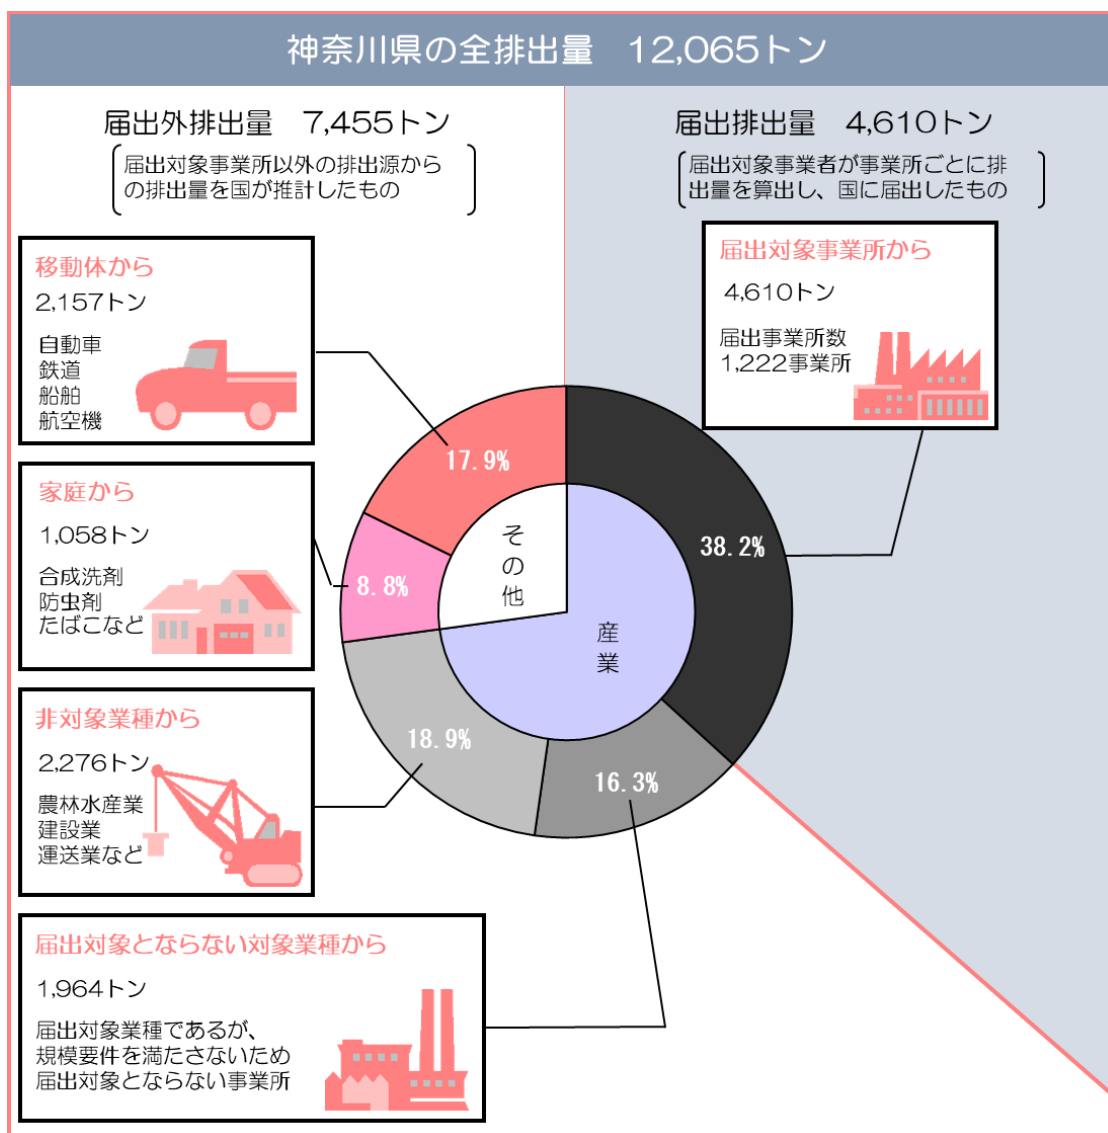 神奈川県の全排出量　12,065トン
届出外排出量　7,455トン
届出対象事業所以外の排出源から
の排出量を国が推計したもの
届出排出量　4,610トン
届出対象事業者が事業所ごとに排
出量を算出し、国に届出したもの
移動体から
2,157トン
自動車
鉄道
船舶
航空機
届出対象事業所から
4,610トン
届出事業所数
1,222事業所
家庭から
1,058トン
合成洗剤
防虫剤
たばこなど
非対象業種から
2,276トン
農林水産業
建設業
運送業など
届出対象とならない対象業種から
1,964トン
届出対象業種であるが、
規模要件を満たさないため
届出対象とならない事業所
17.9%
8.8%
18.9%
16.3%
38.2%
その他
産業